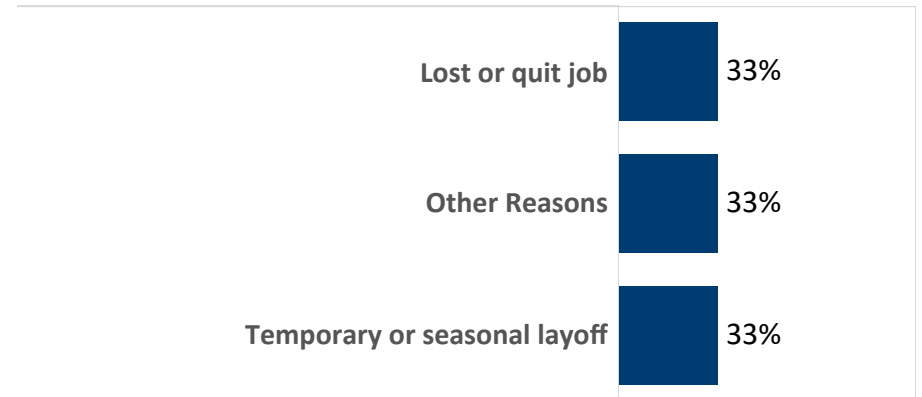 Lost or quit job 33%
Other Reasons 33%
Temporary or seasonal layoff 33%